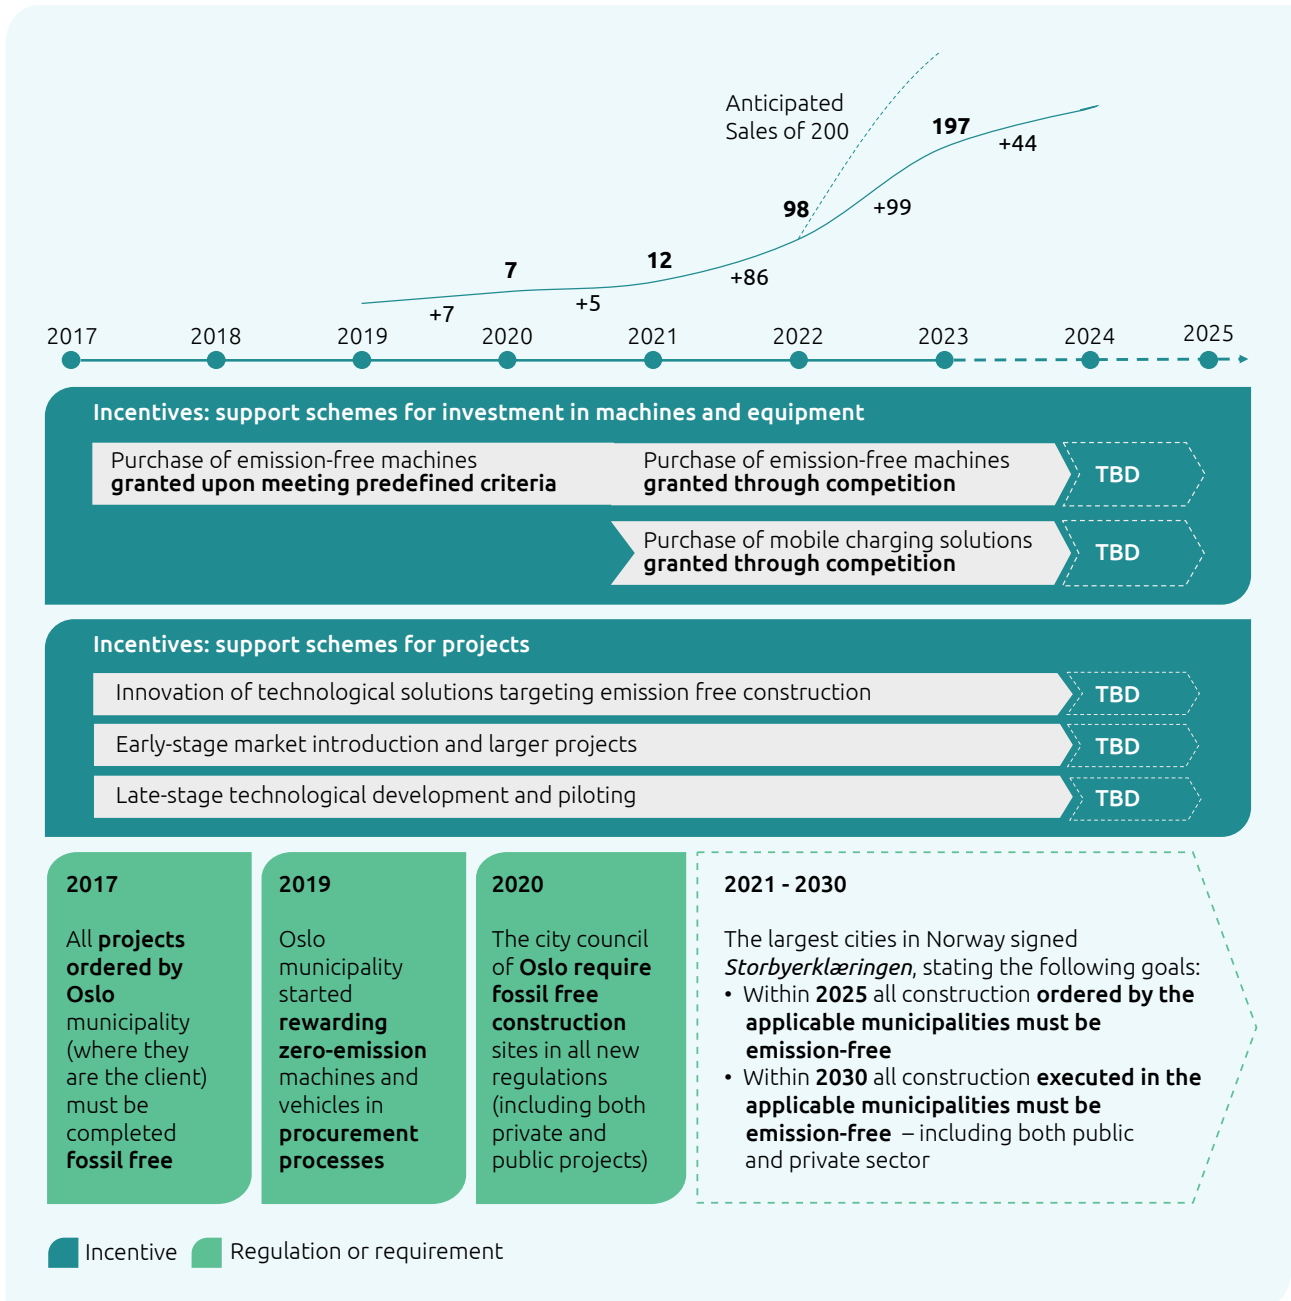 Anticipated
Sales of 200
197
+44
98
+99
12
+86
7
+5
+7
2017
2018
2019
2020
2021
2022
2023
2024
2025
Incentives: support schemes for investment in machines and equipment
Purchase of emission-free machines
granted upon meeting predefined criteria
Purchase of emission-free machines
granted through competition
TBD
Purchase of mobile charging solutions
granted through competition
TBD
Incentives: support schemes for projects
Innovation of technological solutions targeting emission free construction
TBD
Early-stage market introduction and larger projects
TBD
Late-stage technological development and piloting
TBD
2017
All projects
ordered by
Oslo
municipality
(where they
are the client)
must be
completed
fossil free
2019
Oslo
municipality
started
rewarding
zero-emission
machines and
vehicles in
procurement
processes
2020
The city council
of Oslo require
fossil free
construction
sites in all new
regulations
(including both
private and
public projects)
2021 - 2030
The largest cities in Norway signed
Storbyerklæringen, stating the following goals:
• Within 2025 all construction ordered by the
applicable municipalities must be
emission-free
• Within 2030 all construction executed in the
applicable municipalities must be
emission-free – including both public
and private sector
Incentive
Regulation or requirement